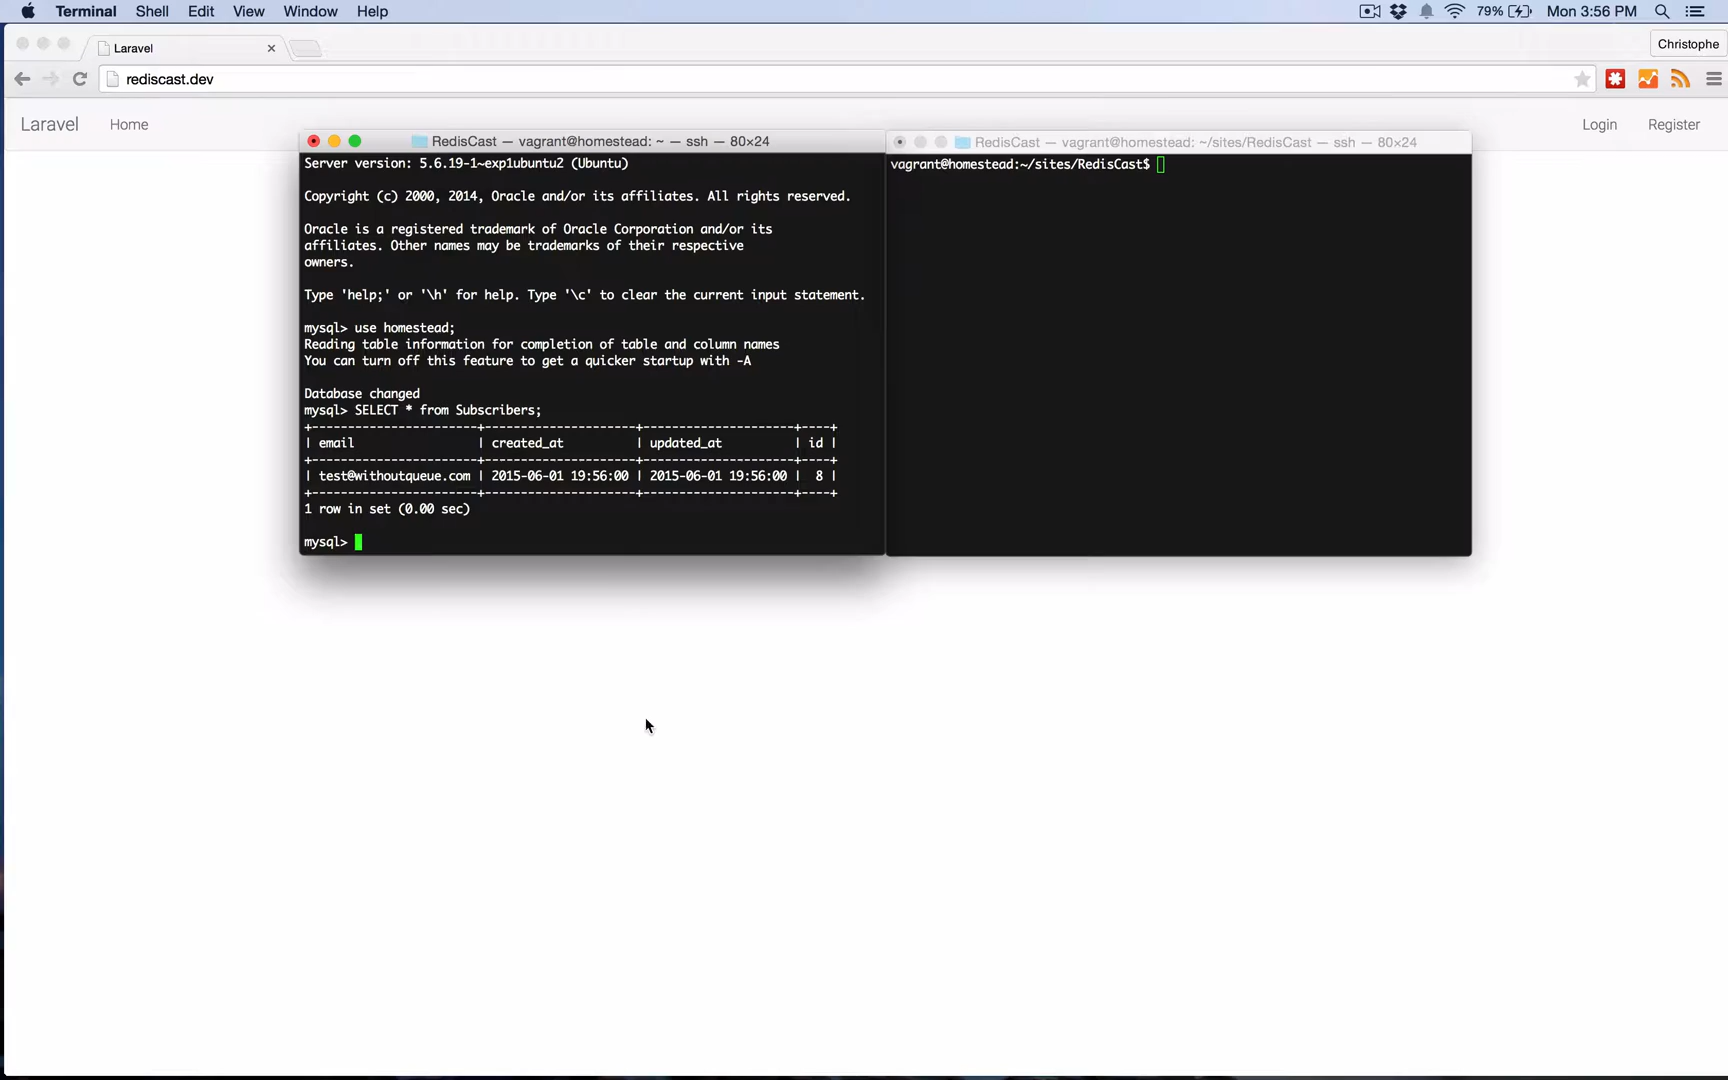 Terminal Shell Edit View Window Help 79% Mon 3:56 PM
Laravel Christophe
rediscast.dev
Laravel Home Login Register
RedisCast — vagrant@homestead: ~ — ssh — 80×24
Server version: 5.6.19-1~exp1ubuntu2 (Ubuntu)
Copyright (c) 2000, 2014, Oracle and/or its affiliates. All rights reserved.
Oracle is a registered trademark of Oracle Corporation and/or its
affiliates. Other names may be trademarks of their respective
owners.
Type 'help;' or '\h' for help. Type '\c' to clear the current input statement.
mysql> use homestead;
Reading table information for completion of table and column names
You can turn off this feature to get a quicker startup with -A
Database changed
mysql> SELECT * from Subscribers;
+-----------------------+---------------------+---------------------+----+
| email | created_at | updated_at | id |
+-----------------------+---------------------+---------------------+----+
| test@withoutqueue.com | 2015-06-01 19:56:00 | 2015-06-01 19:56:00 | 8 |
+-----------------------+---------------------+---------------------+----+
1 row in set (0.00 sec)
mysql>
RedisCast — vagrant@homestead: ~/sites/RedisCast — ssh — 80×24
vagrant@homestead:~/sites/RedisCast$